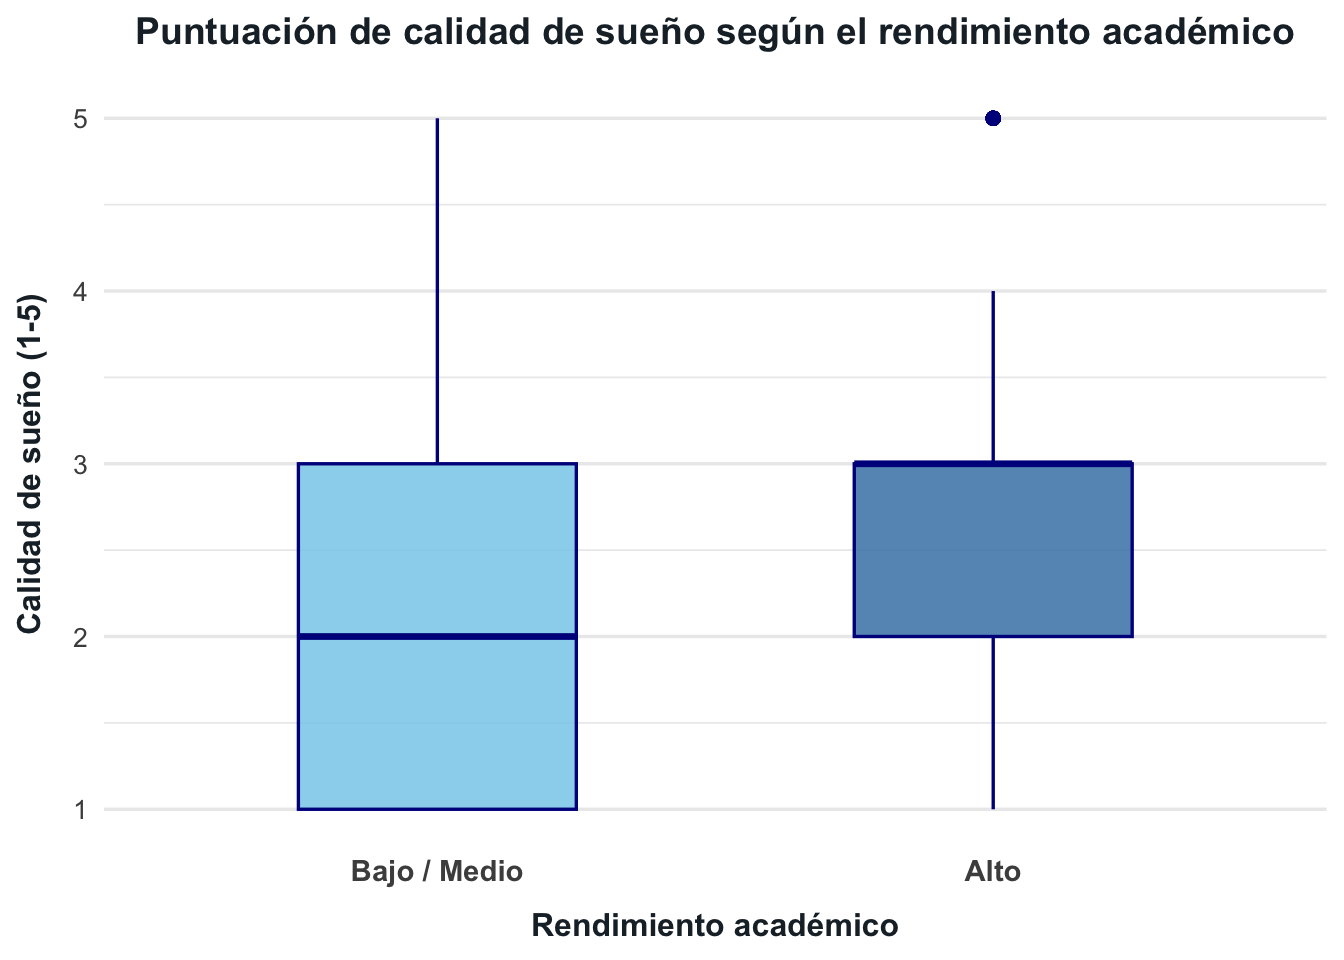 Puntuación de calidad de sueño según el rendimiento académico
Calidad de sueño (1-5)
5
4
3
2
1
Bajo / Medio
Alto
Rendimiento académico